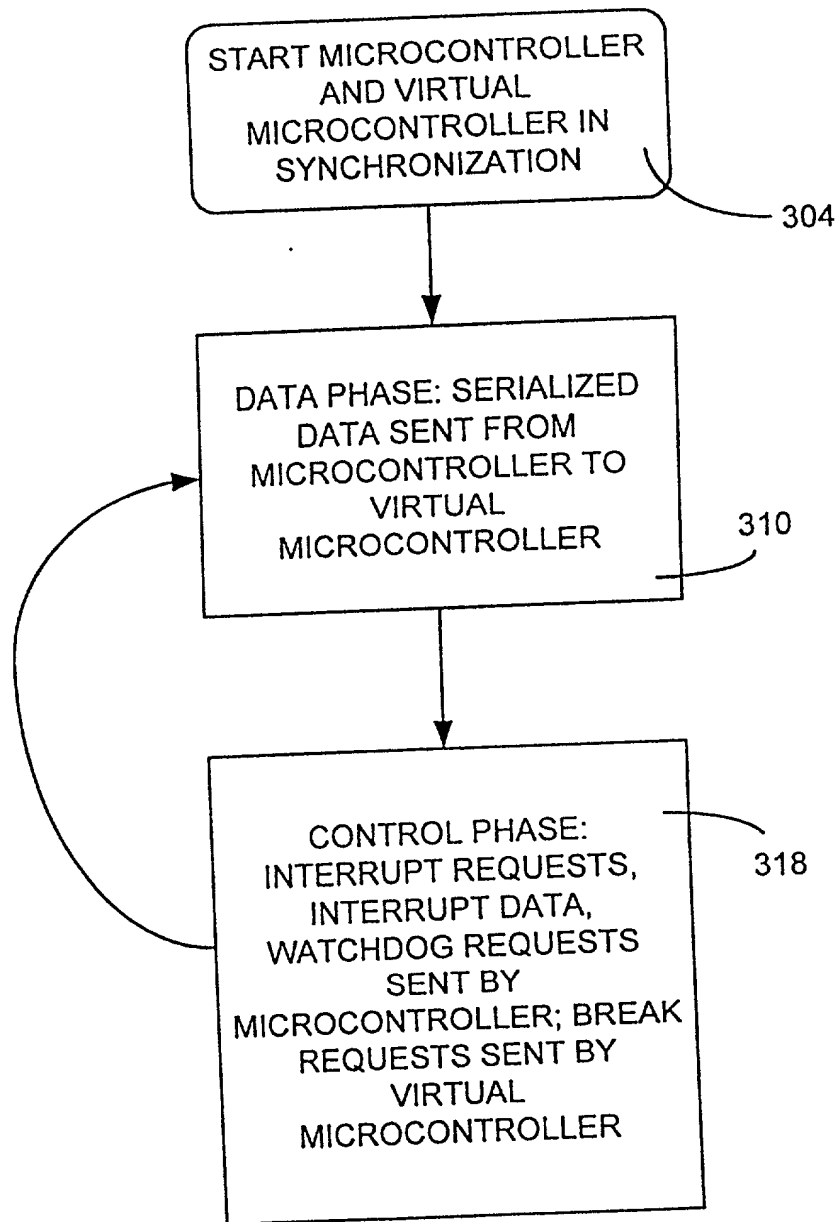 START MICROCONTROLLER
AND VIRTUAL
MICROCONTROLLER IN
SYNCHRONIZATION
304
DATA PHASE: SERIALIZED
DATA SENT FROM
MICROCONTROLLER TO
VIRTUAL
MICROCONTROLLER
310
CONTROL PHASE:
INTERRUPT REQUESTS,
INTERRUPT DATA,
WATCHDOG REQUESTS
SENT BY
MICROCONTROLLER; BREAK
REQUESTS SENT BY
VIRTUAL
MICROCONTROLLER
318